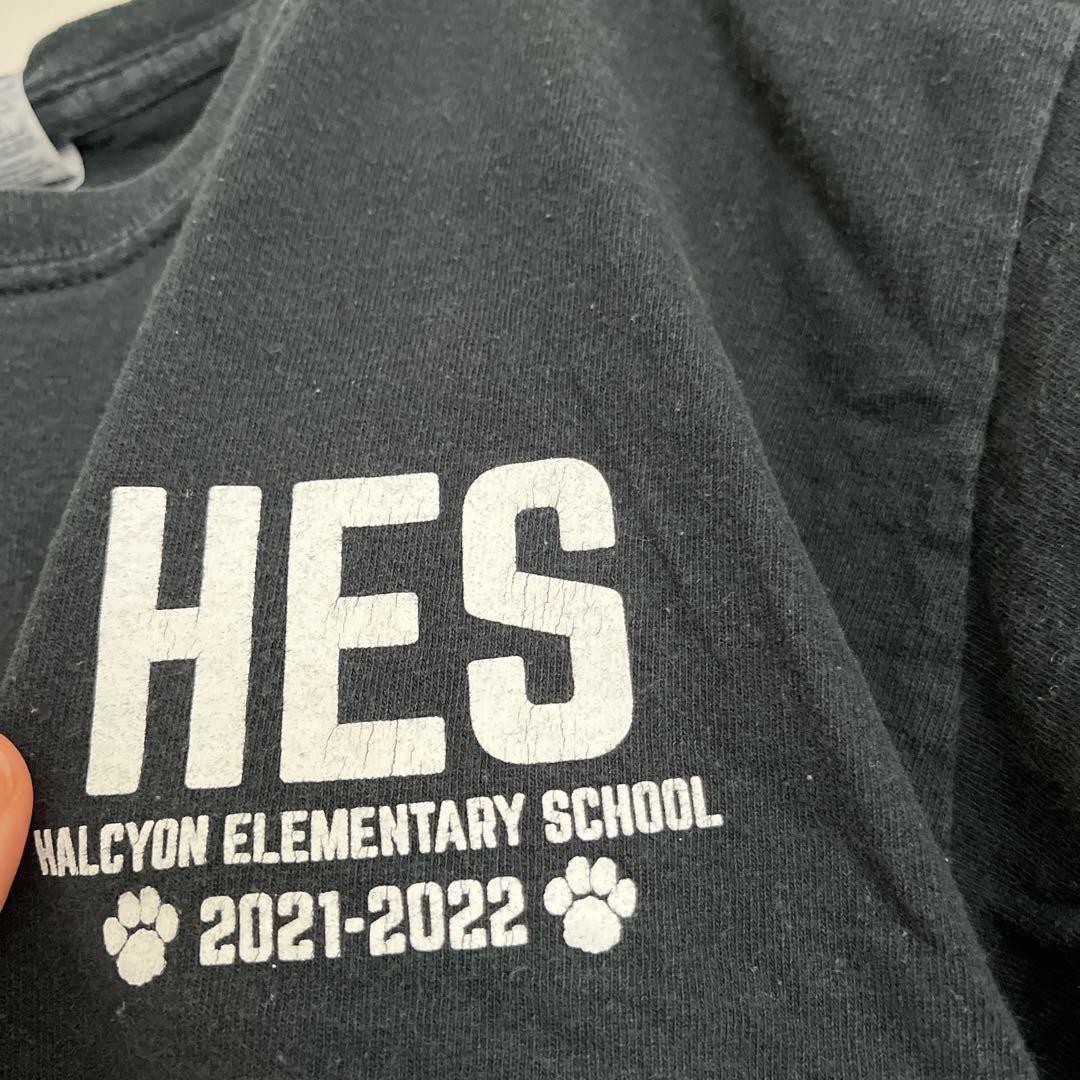 HES
HALCYON ELEMENTARY SCHOOL
2021-2022